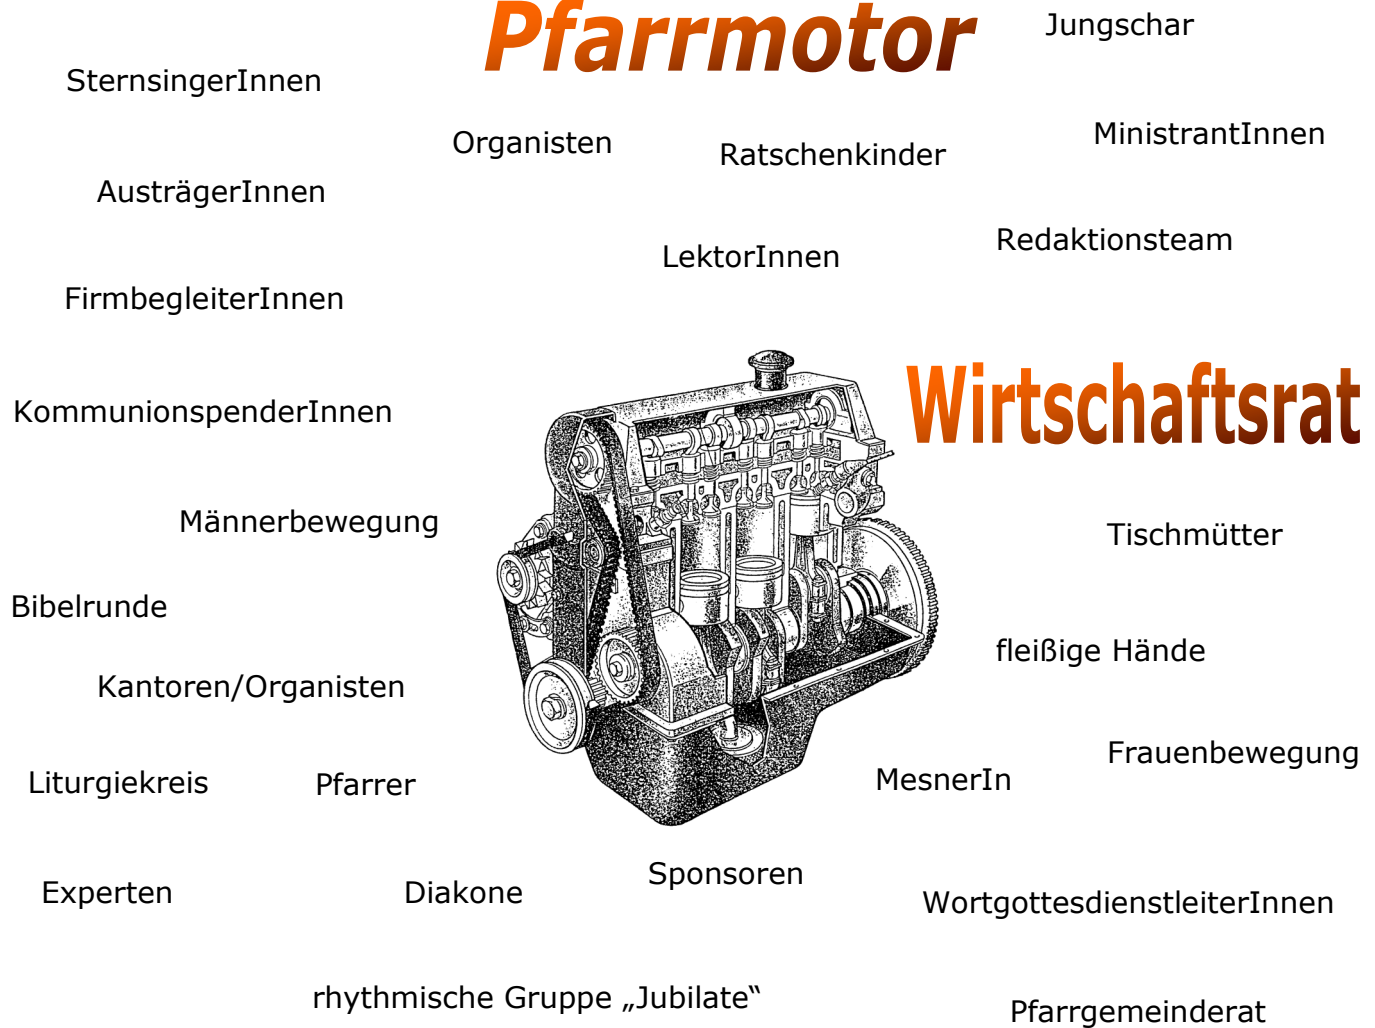 Pfarrmotor
Jungschar
SternsingerInnen
Organisten
Ratschenkinder
MinistrantInnen
AusträgerInnen
LektorInnen
Redaktionsteam
FirmbegleiterInnen
Wirtschaftsrat
KommunionspenderInnen
Männerbewegung
Tischmütter
Bibelrunde
fleißige Hände
Kantoren/Organisten
Frauenbewegung
Liturgiekreis
Pfarrer
MesnerIn
Sponsoren
Experten
Diakone
WortgottesdienstleiterInnen
rhythmische Gruppe „Jubilate“
Pfarrgemeinderat